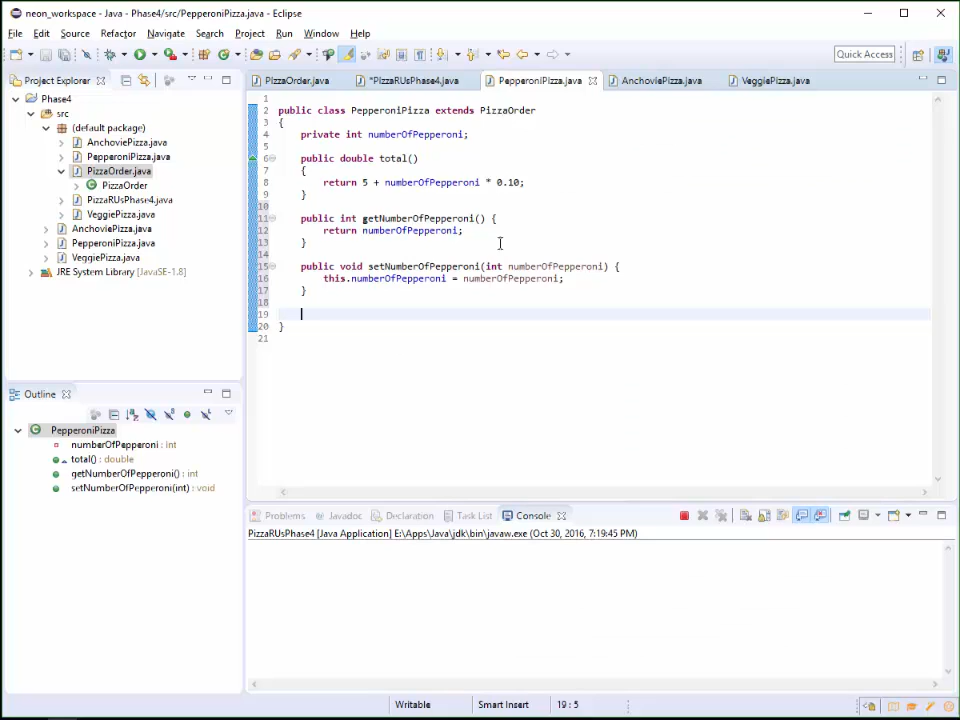 neon_workspace - Java - Phase4/src/PepperoniPizza.java - Eclipse
File Edit Source Refactor Navigate Search Project Run Window Help
Quick Access
Project Explorer
PizzaOrder.java *PizzaRUsPhase4.java PepperoniPizza.java AnchoviePizza.java VeggiePizza.java
Phase4
src
(default package)
AnchoviePizza.java
PepperoniPizza.java
PizzaOrder.java
PizzaOrder
PizzaRUsPhase4.java
VeggiePizza.java
AnchoviePizza.java
PepperoniPizza.java
VeggiePizza.java
JRE System Library [JavaSE-1.8]
1
2 public class PepperoniPizza extends PizzaOrder
3 {
4 private int numberOfPepperoni;
5
6 public double total()
7 {
8 return 5 + numberOfPepperoni * 0.10;
9 }
10
11 public int getNumberOfPepperoni() {
12 return numberOfPepperoni;
13 }
14
15 public void setNumberOfPepperoni(int numberOfPepperoni) {
16 this.numberOfPepperoni = numberOfPepperoni;
17 }
18
19
20 }
21
Outline
PepperoniPizza
numberOfPepperoni : int
total() : double
getNumberOfPepperoni() : int
setNumberOfPepperoni(int) : void
Problems Javadoc Declaration Task List Console
PizzaRUsPhase4 [Java Application] E:\Apps\Java\jdk\bin\javaw.exe (Oct 30, 2016, 7:19:45 PM)
Writable Smart Insert 19 : 5